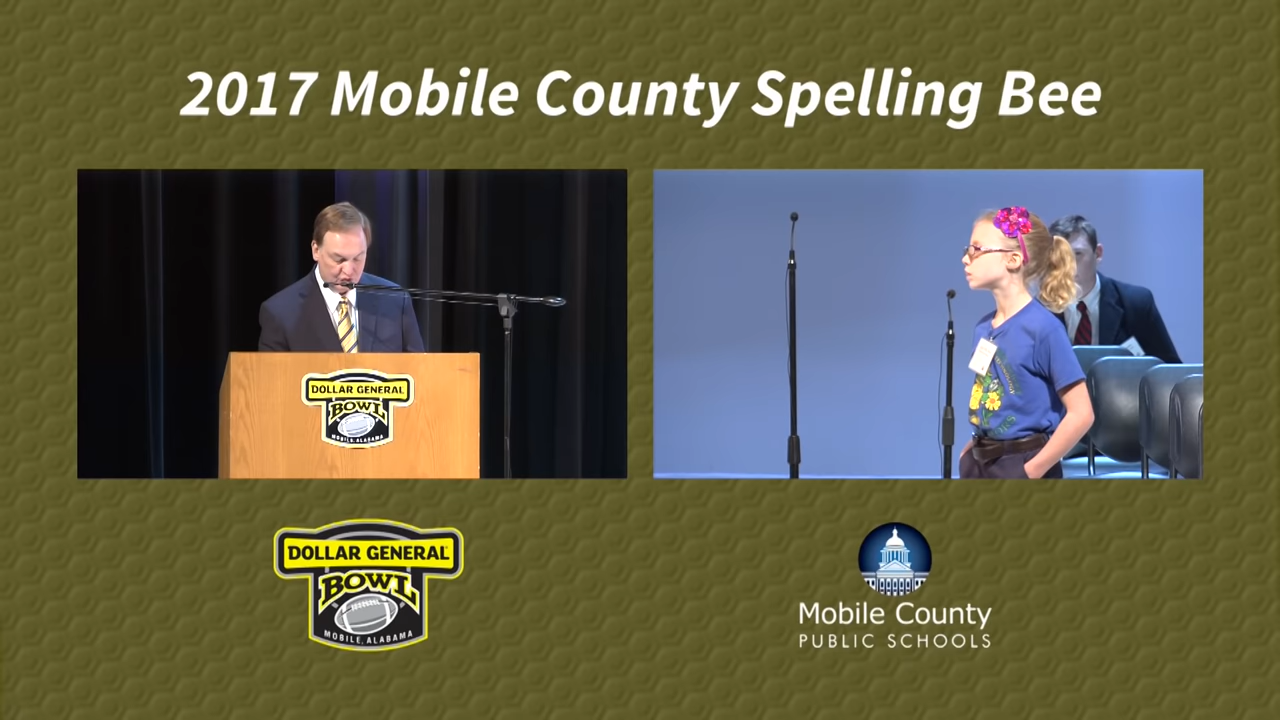 2017 Mobile County Spelling Bee
DOLLAR GENERAL
BOWL
MOBILE, ALABAMA
DOLLAR GENERAL
BOWL
MOBILE, ALABAMA
Mobile County
PUBLIC SCHOOLS